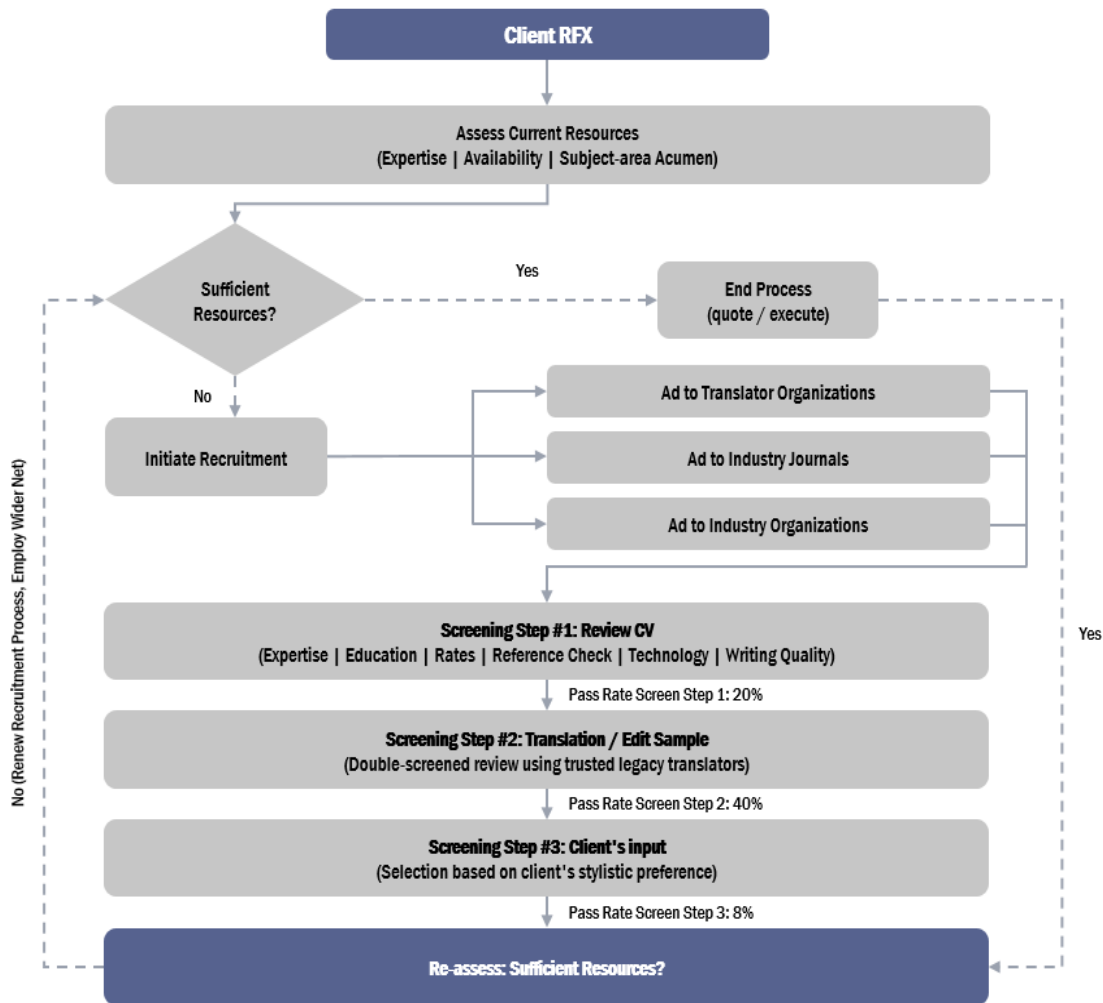 Client RFX
Assess Current Resources
(Expertise | Availability | Subject-area Acumen)
Sufficient
Resources?
Yes
End Process
(quote / execute)
No
Initiate Recruitment
Ad to Translator Organizations
Ad to Industry Journals
Ad to Industry Organizations
No (Renew Recruitment Process, Employ Wider Net)
Yes
Screening Step #1: Review CV
(Expertise | Education | Rates | Reference Check | Technology | Writing Quality)
Pass Rate Screen Step 1: 20%
Screening Step #2: Translation / Edit Sample
(Double-screened review using trusted legacy translators)
Pass Rate Screen Step 2: 40%
Screening Step #3: Client's input
(Selection based on client's stylistic preference)
Pass Rate Screen Step 3: 8%
Re-assess: Sufficient Resources?